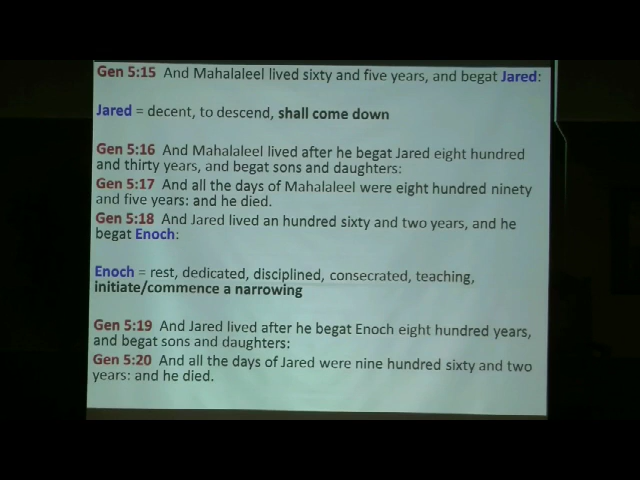 Gen 5:15 And Mahalaleel lived sixty and five years, and begat Jared:
Jared = decent, to descend, shall come down
Gen 5:16 And Mahalaleel lived after he begat Jared eight hundred
and thirty years, and begat sons and daughters:
Gen 5:17 And all the days of Mahalaleel were eight hundred ninety
and five years: and he died.
Gen 5:18 And Jared lived an hundred sixty and two years, and he
begat Enoch:
Enoch = rest, dedicated, disciplined, consecrated, teaching,
initiate/commence a narrowing
Gen 5:19 And Jared lived after he begat Enoch eight hundred years,
and begat sons and daughters:
Gen 5:20 And all the days of Jared were nine hundred sixty and two
years: and he died.